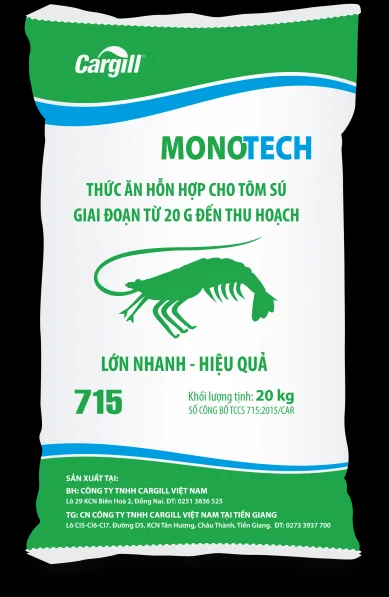 Cargill®
MONOTECH
THỨC ĂN HỖN HỢP CHO TÔM SÚ
GIAI ĐOẠN TỪ 20 G ĐẾN THU HOẠCH
LỚN NHANH - HIỆU QUẢ
715
Khối lượng tịnh: 20 kg
SỐ CÔNG BỐ TCCS 715:2015/CAR
SẢN XUẤT TẠI:
BH: CÔNG TY TNHH CARGILL VIỆT NAM
Lô 29 KCN Biên Hoà 2, Đồng Nai. ĐT: 0251 3836 525
TG: CN CÔNG TY TNHH CARGILL VIỆT NAM TẠI TIỀN GIANG
Lô CI5-CI6-CI7, Đường D5, KCN Tân Hương, Châu Thành, Tiền Giang. ĐT: 0273 3937 700